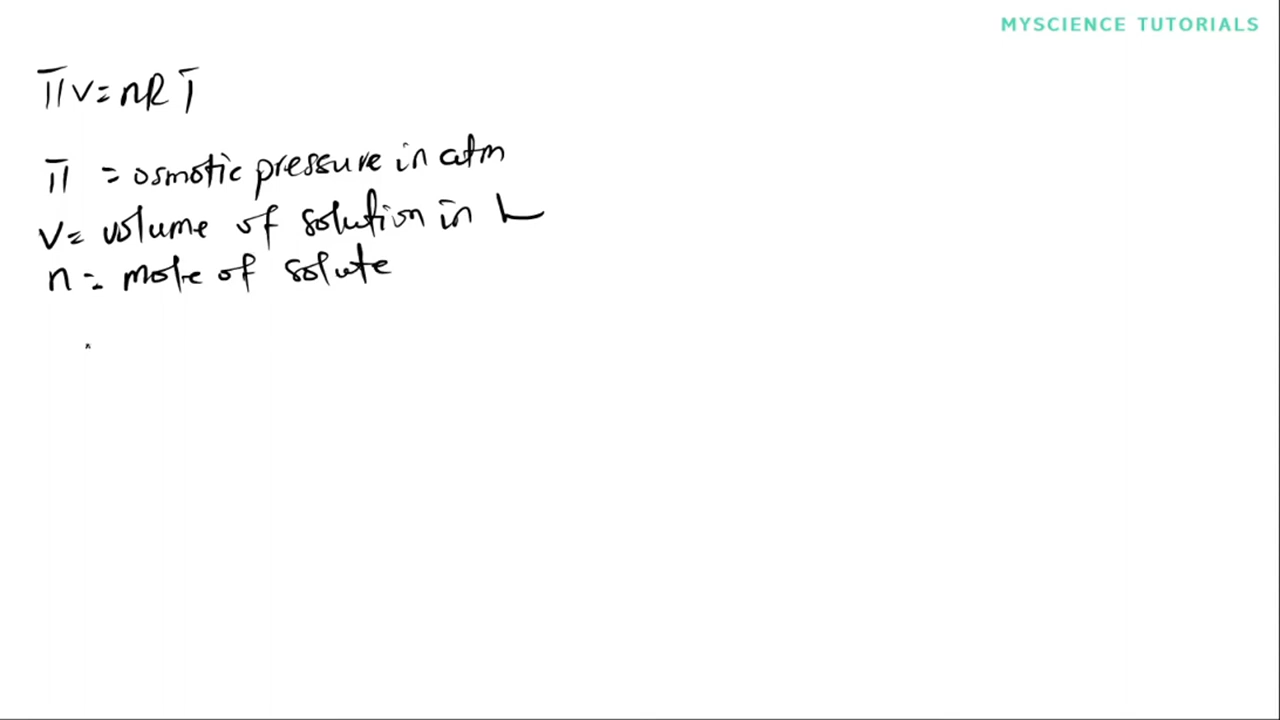 MYSCIENCE TUTORIALS
πV=nRT
π = osmotic pressure in atm
V= volume of solution in L
n= mole of solute